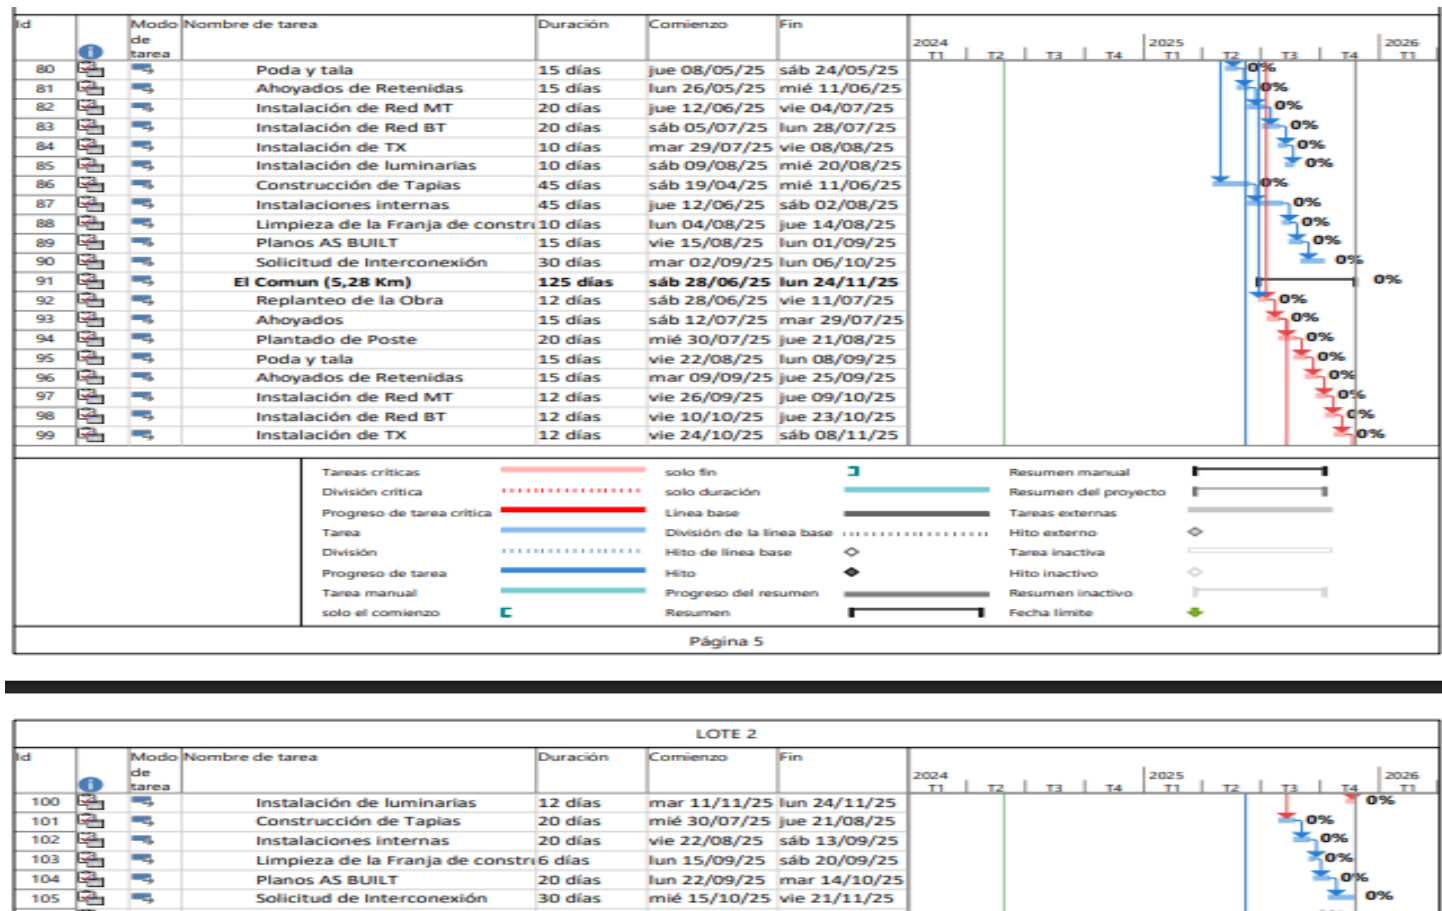 Id Modo de tarea Nombre de tarea Duración Comienzo Fin
2024 2025 2026
T1 T2 T3 T4 T1 T2 T3 T4 T1
80 Poda y tala 15 días jue 08/05/25 sáb 24/05/25 0%
81 Ahoyados de Retenidas 15 días lun 26/05/25 mié 11/06/25 0%
82 Instalación de Red MT 20 días jue 12/06/25 vie 04/07/25 0%
83 Instalación de Red BT 20 días sáb 05/07/25 lun 28/07/25 0%
84 Instalación de TX 10 días mar 29/07/25 vie 08/08/25 0%
85 Instalación de luminarias 10 días sáb 09/08/25 mié 20/08/25 0%
86 Construcción de Tapias 45 días sáb 19/04/25 mié 11/06/25 0%
87 Instalaciones internas 45 días jue 12/06/25 sáb 02/08/25 0%
88 Limpieza de la Franja de constru 10 días lun 04/08/25 jue 14/08/25 0%
89 Planos AS BUILT 15 días vie 15/08/25 lun 01/09/25 0%
90 Solicitud de Interconexión 30 días mar 02/09/25 lun 06/10/25 0%
91 El Comun (5,28 Km) 125 días sáb 28/06/25 lun 24/11/25 0%
92 Replanteo de la Obra 12 días sáb 28/06/25 vie 11/07/25 0%
93 Ahoyados 15 días sáb 12/07/25 mar 29/07/25 0%
94 Plantado de Poste 20 días mié 30/07/25 jue 21/08/25 0%
95 Poda y tala 15 días vie 22/08/25 lun 08/09/25 0%
96 Ahoyados de Retenidas 15 días mar 09/09/25 jue 25/09/25 0%
97 Instalación de Red MT 12 días vie 26/09/25 jue 09/10/25 0%
98 Instalación de Red BT 12 días vie 10/10/25 jue 23/10/25 0%
99 Instalación de TX 12 días vie 24/10/25 sáb 08/11/25 0%
Tareas críticas solo fin Resumen manual
División crítica solo duración Resumen del proyecto
Progreso de tarea crítica Línea base Tareas externas
Tarea División de la línea base Hito externo
División Hito de línea base Tarea inactiva
Progreso de tarea Hito Hito inactivo
Tarea manual Progreso del resumen Resumen inactivo
solo el comienzo Resumen Fecha límite
Página 5
LOTE 2
Id Modo de tarea Nombre de tarea Duración Comienzo Fin
2024 2025 2026
T1 T2 T3 T4 T1 T2 T3 T4 T1
100 Instalación de luminarias 12 días mar 11/11/25 lun 24/11/25 0%
101 Construcción de Tapias 20 días mié 30/07/25 jue 21/08/25 0%
102 Instalaciones internas 20 días vie 22/08/25 sáb 13/09/25 0%
103 Limpieza de la Franja de constru 6 días lun 15/09/25 sáb 20/09/25 0%
104 Planos AS BUILT 20 días lun 22/09/25 mar 14/10/25 0%
105 Solicitud de Interconexión 30 días mié 15/10/25 vie 21/11/25 0%